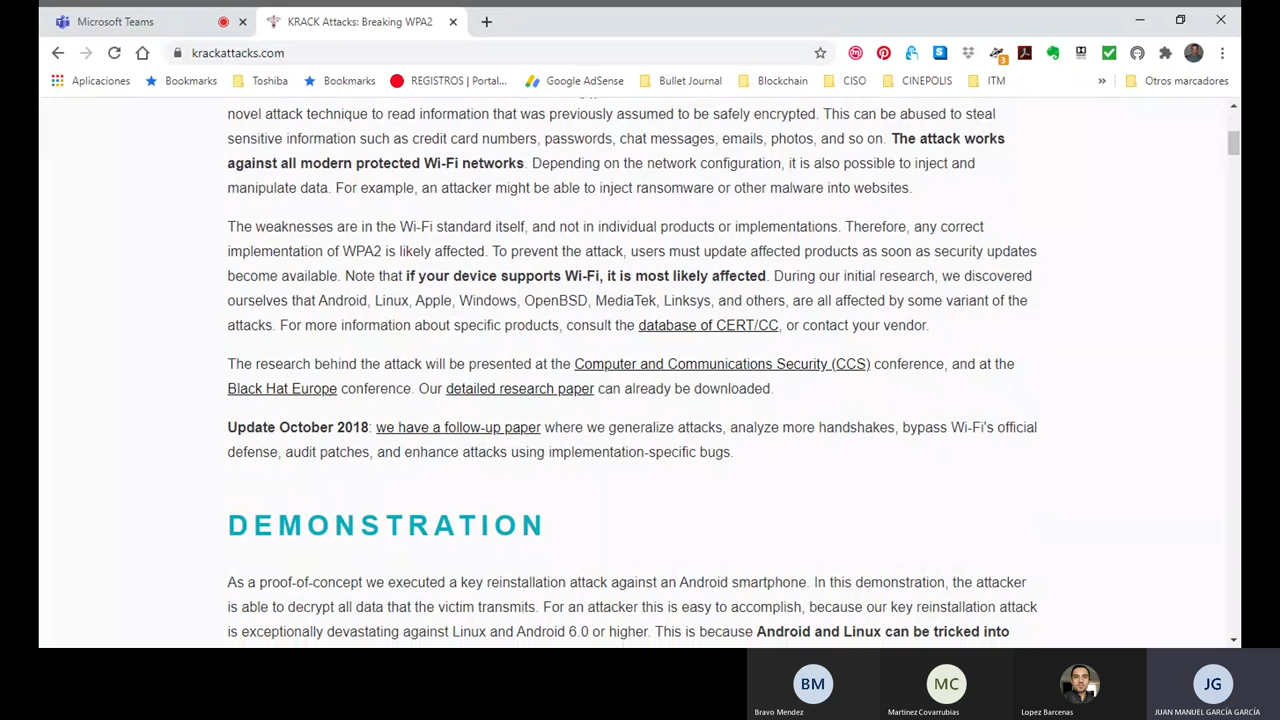 Microsoft Teams
KRACK Attacks: Breaking WPA2
krackattacks.com
3
Aplicaciones
Bookmarks
Toshiba
Bookmarks
REGISTROS | Portal...
Google AdSense
Bullet Journal
Blockchain
CISO
CINEPOLIS
ITM
»
Otros marcadores
novel attack technique to read information that was previously assumed to be safely encrypted. This can be abused to steal
sensitive information such as credit card numbers, passwords, chat messages, emails, photos, and so on. The attack works
against all modern protected Wi-Fi networks. Depending on the network configuration, it is also possible to inject and
manipulate data. For example, an attacker might be able to inject ransomware or other malware into websites.
The weaknesses are in the Wi-Fi standard itself, and not in individual products or implementations. Therefore, any correct
implementation of WPA2 is likely affected. To prevent the attack, users must update affected products as soon as security updates
become available. Note that if your device supports Wi-Fi, it is most likely affected. During our initial research, we discovered
ourselves that Android, Linux, Apple, Windows, OpenBSD, MediaTek, Linksys, and others, are all affected by some variant of the
attacks. For more information about specific products, consult the database of CERT/CC, or contact your vendor.
The research behind the attack will be presented at the Computer and Communications Security (CCS) conference, and at the
Black Hat Europe conference. Our detailed research paper can already be downloaded.
Update October 2018: we have a follow-up paper where we generalize attacks, analyze more handshakes, bypass Wi-Fi's official
defense, audit patches, and enhance attacks using implementation-specific bugs.
DEMONSTRATION
As a proof-of-concept we executed a key reinstallation attack against an Android smartphone. In this demonstration, the attacker
is able to decrypt all data that the victim transmits. For an attacker this is easy to accomplish, because our key reinstallation attack
is exceptionally devastating against Linux and Android 6.0 or higher. This is because Android and Linux can be tricked into
BM
MC
JG
Bravo Mendez
Martinez Covarrubias
Lopez Barcenas
JUAN MANUEL GARCÍA GARCÍA